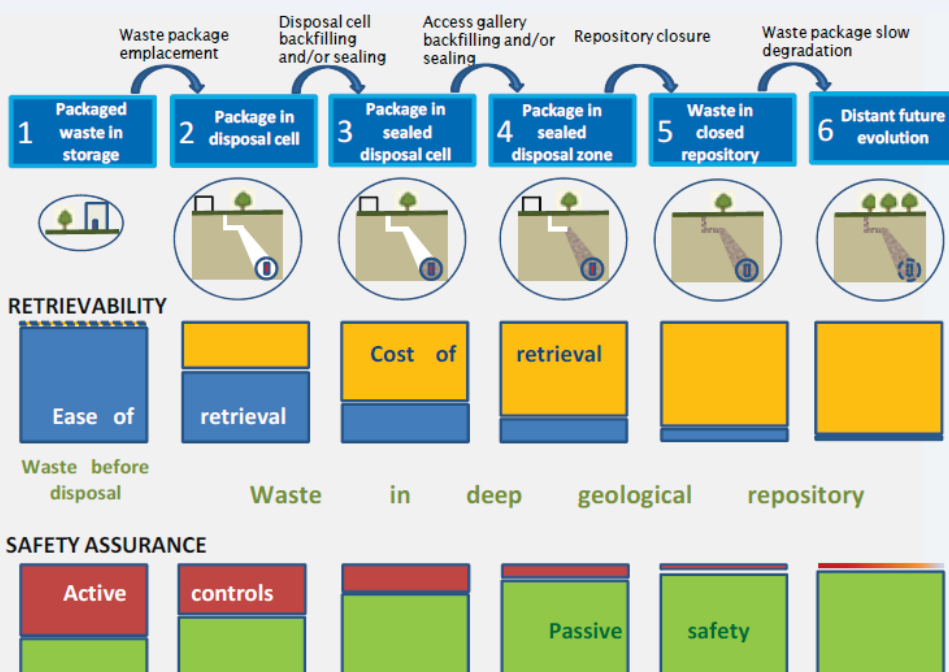 Waste package
emplacement
Disposal cell
backfilling
and/or sealing
Access gallery
backfilling and/or
sealing
Repository closure
Waste package slow
degradation
1 Packaged
waste in
storage
2 Package in
disposal cell
3 Package in
sealed
disposal cell
4 Package in
sealed
disposal zone
5 Waste in
closed
repository
6 Distant future
evolution
RETRIEVABILITY
Cost of retrieval
Ease of retrieval
Waste before
disposal
Waste in deep geological repository
SAFETY ASSURANCE
Active controls
Passive safety